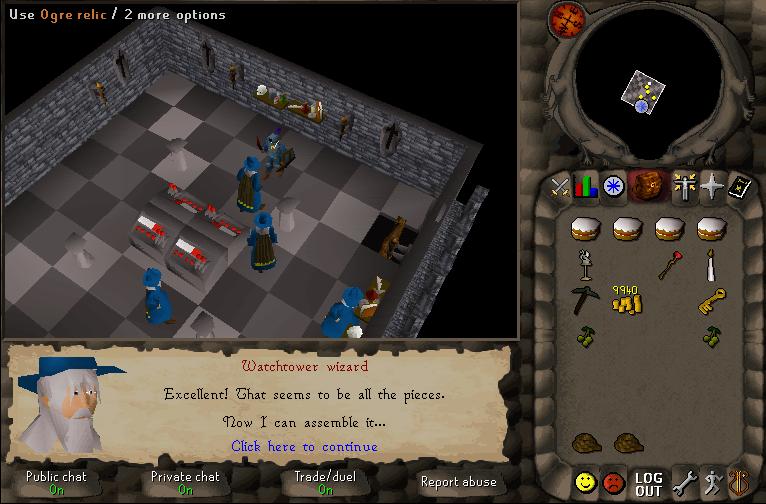 Use Ogre relic / 2 more options
9940
Watchtower wizard
Excellent! That seems to be all the pieces.
Now I can assemble it...
Click here to continue
Public chat
On
Private chat
On
Trade/duel
On
Report abuse
LOG
OUT